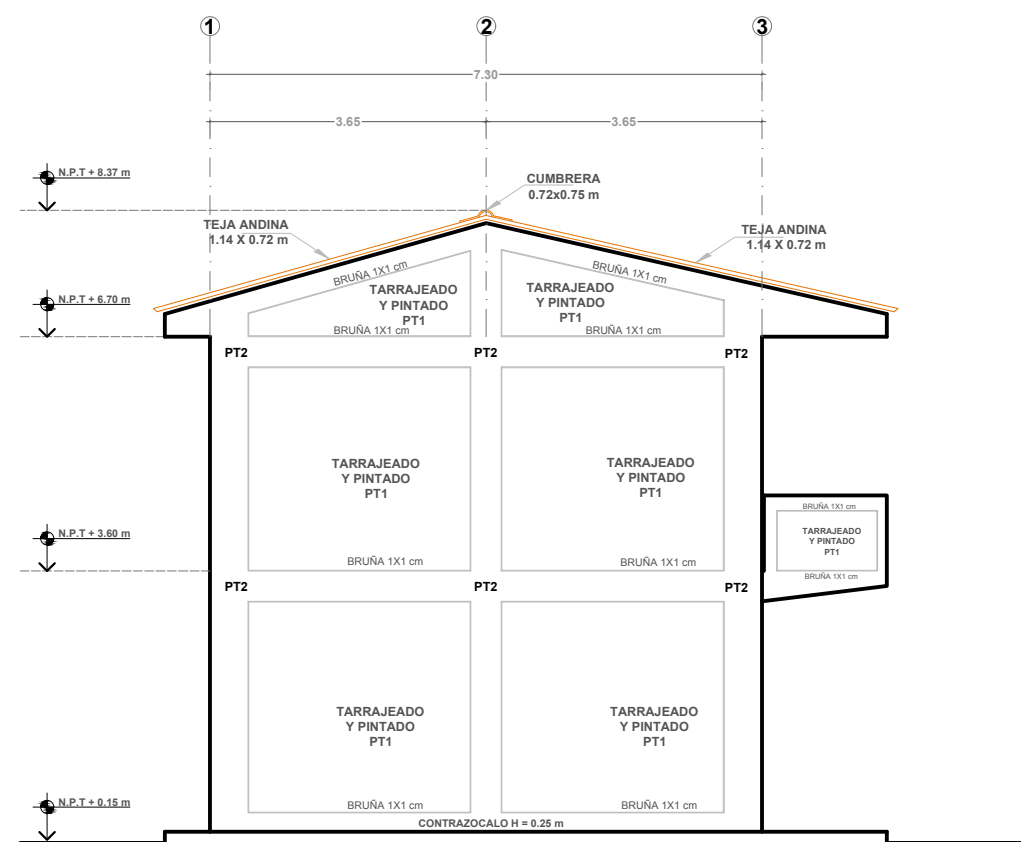 1
2
3
7.30
3.65
3.65
N.P.T + 8.37 m
CUMBRERA
0.72x0.75 m
TEJA ANDINA
1.14 X 0.72 m
TEJA ANDINA
1.14 X 0.72 m
N.P.T + 6.70 m
BRUÑA 1X1 cm
TARRAJEADO
Y PINTADO
PT1
BRUÑA 1X1 cm
BRUÑA 1X1 cm
TARRAJEADO
Y PINTADO
PT1
BRUÑA 1X1 cm
PT2
PT2
PT2
TARRAJEADO
Y PINTADO
PT1
BRUÑA 1X1 cm
TARRAJEADO
Y PINTADO
PT1
BRUÑA 1X1 cm
BRUÑA 1X1 cm
TARRAJEADO
Y PINTADO
PT1
BRUÑA 1X1 cm
N.P.T + 3.60 m
PT2
PT2
PT2
TARRAJEADO
Y PINTADO
PT1
BRUÑA 1X1 cm
TARRAJEADO
Y PINTADO
PT1
BRUÑA 1X1 cm
N.P.T + 0.15 m
CONTRAZOCALO H = 0.25 m